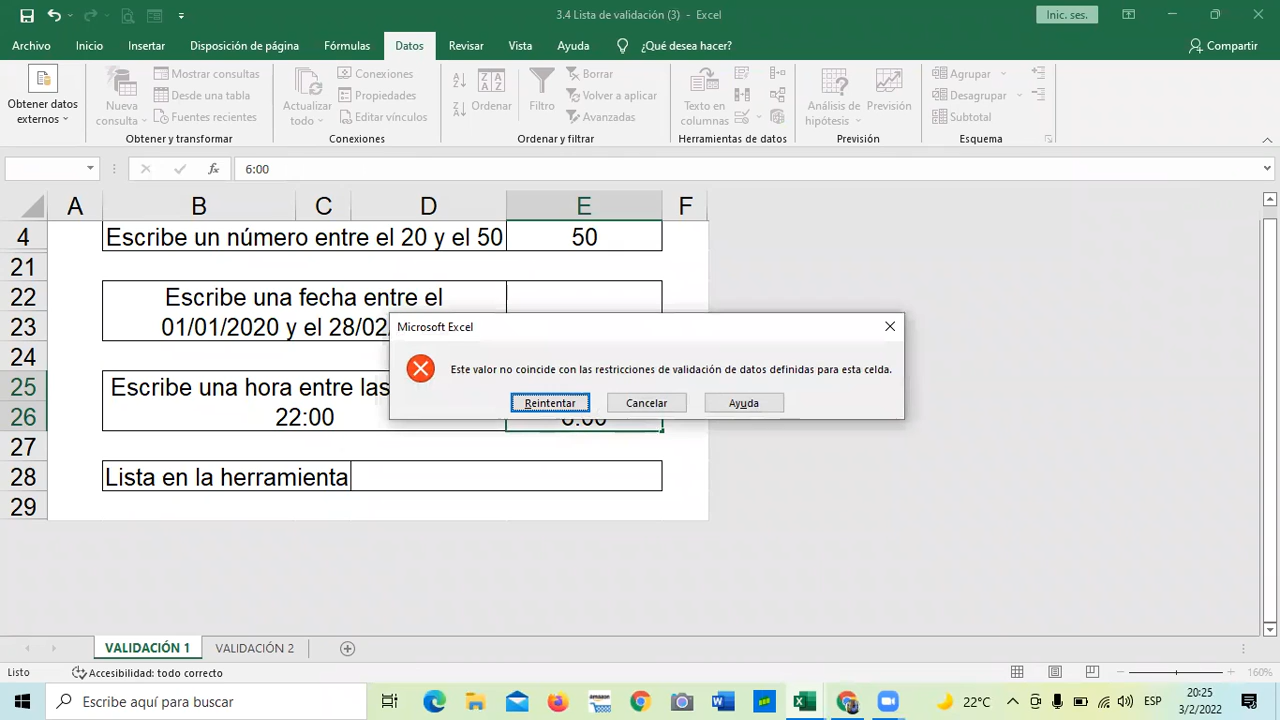 3.4 Lista de validación (3) - Excel
Inic. ses.
Archivo Inicio Insertar Disposición de página Fórmulas Datos Revisar Vista Ayuda ¿Qué desea hacer? Compartir
Obtener datos externos
Nueva consulta
Mostrar consultas
Desde una tabla
Fuentes recientes
Obtener y transformar
Actualizar todo
Conexiones
Propiedades
Editar vínculos
Conexiones
Ordenar
Filtro
Borrar
Volver a aplicar
Avanzadas
Ordenar y filtrar
Texto en columnas
Herramientas de datos
Análisis de hipótesis
Previsión
Previsión
Agrupar
Desagrupar
Subtotal
Esquema
fx 6:00
A B C D E F
4 Escribe un número entre el 20 y el 50 50
21
22 Escribe una fecha entre el
23 01/01/2020 y el 28/02
24
25 Escribe una hora entre las
26 22:00 6:00
27
28 Lista en la herramienta
29
Microsoft Excel
Este valor no coincide con las restricciones de validación de datos definidas para esta celda.
Reintentar Cancelar Ayuda
VALIDACIÓN 1 VALIDACIÓN 2
Listo Accesibilidad: todo correcto 160%
Escribe aquí para buscar
amazon
22°C ESP
20:25
3/2/2022